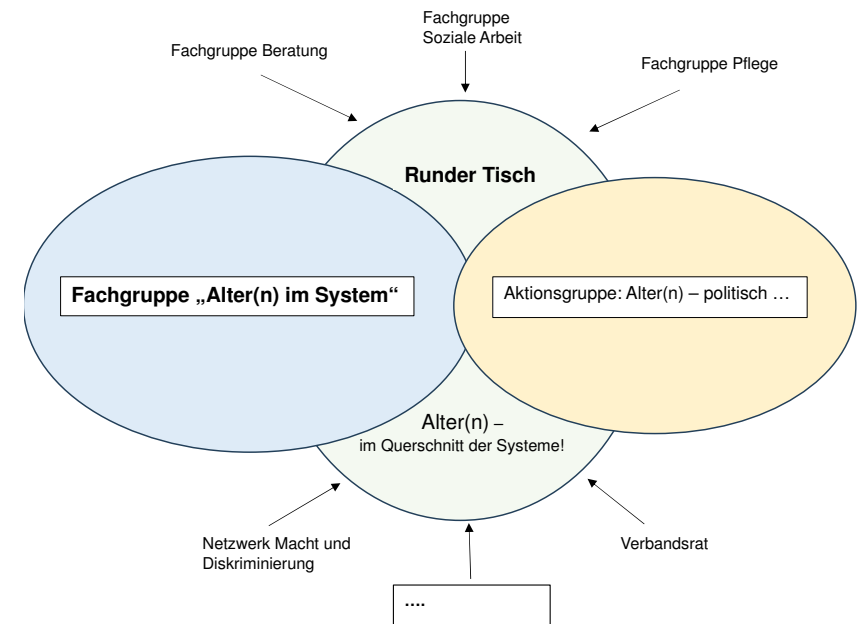 Fachgruppe
Soziale Arbeit
Fachgruppe Beratung
Fachgruppe Pflege
Runder Tisch
Fachgruppe „Alter(n) im System“
Aktionsgruppe: Alter(n) – politisch …
Alter(n) –
im Querschnitt der Systeme!
Netzwerk Macht und
Diskriminierung
Verbandsrat
....